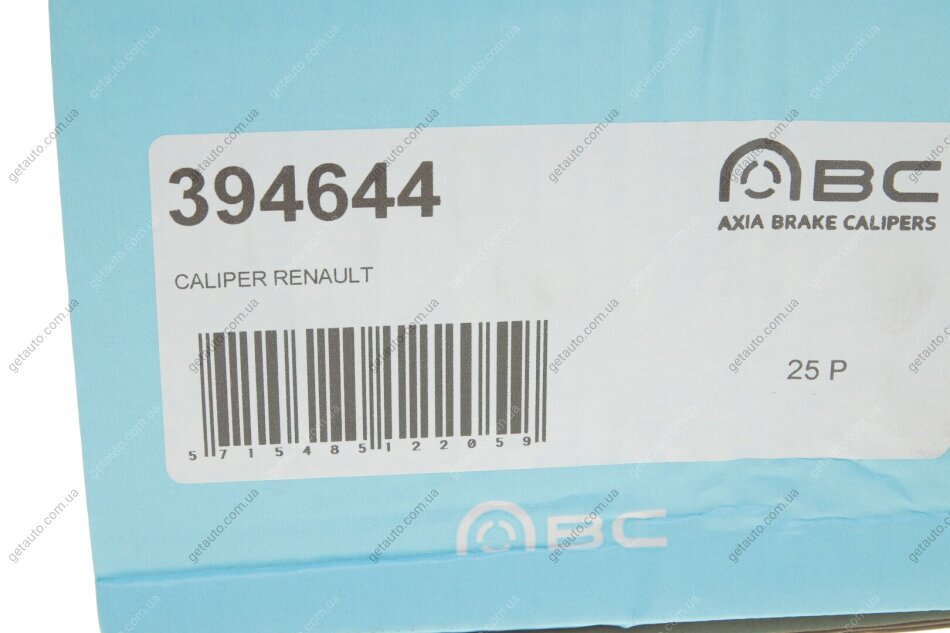 394644
ABC
AXIA BRAKE CALIPERS
CALIPER RENAULT
25 P
5 715485 122059
ABC
getauto.com.ua